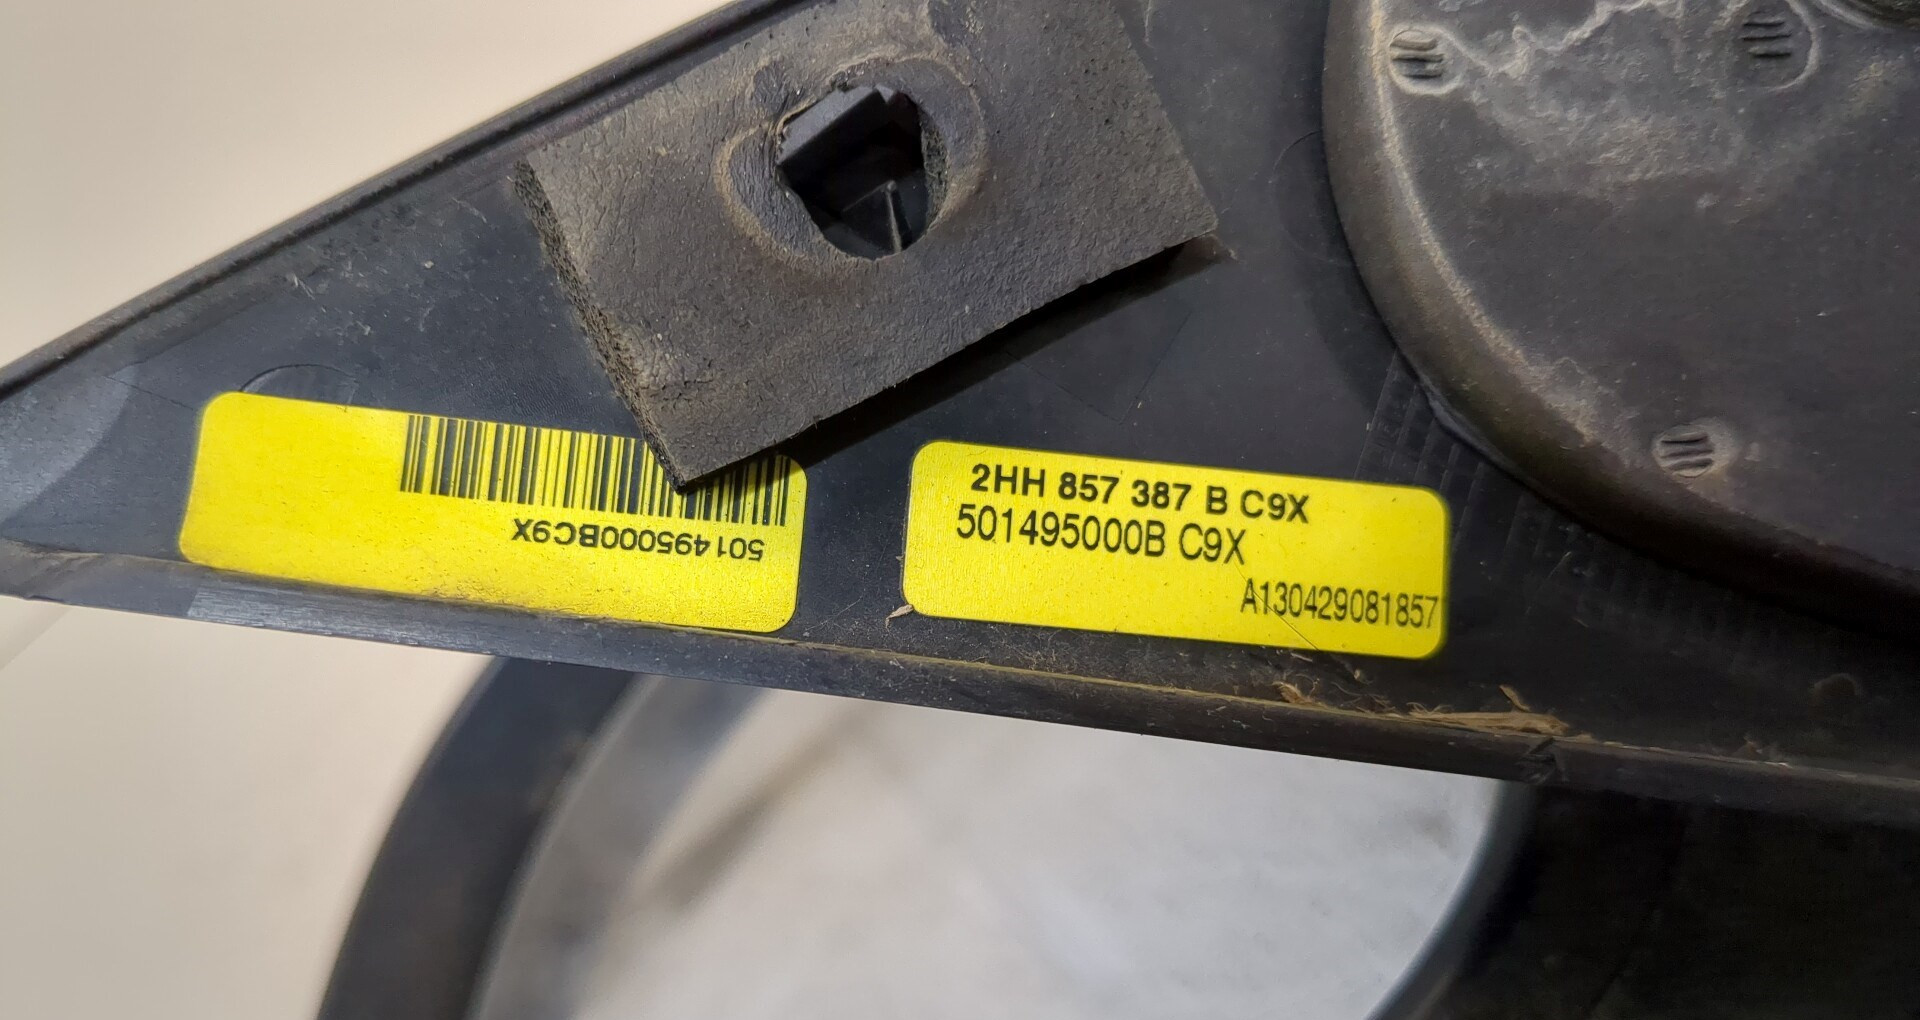 501495000BC9X
2HH 857 387 B C9X
501495000B C9X
A130429081857